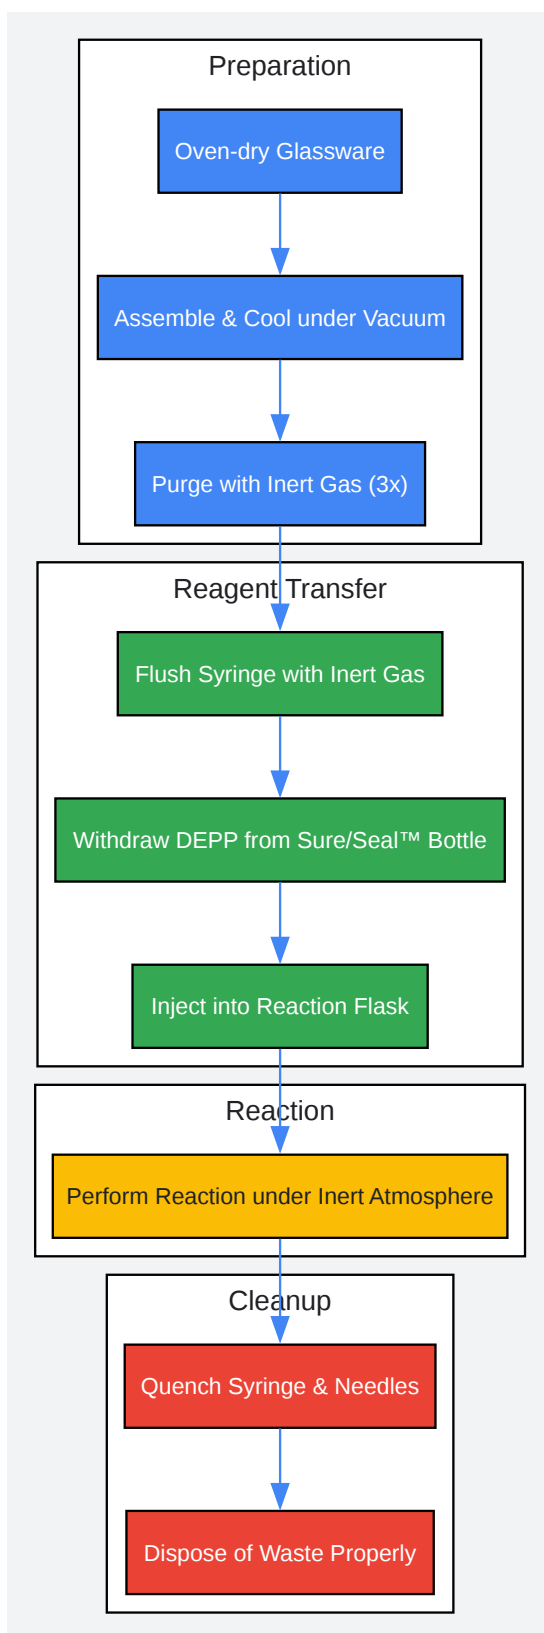 Preparation
Oven-dry Glassware
Assemble & Cool under Vacuum
Purge with Inert Gas (3x)
Reagent Transfer
Flush Syringe with Inert Gas
Withdraw DEPP from Sure/Seal™ Bottle
Inject into Reaction Flask
Reaction
Perform Reaction under Inert Atmosphere
Cleanup
Quench Syringe & Needles
Dispose of Waste Properly